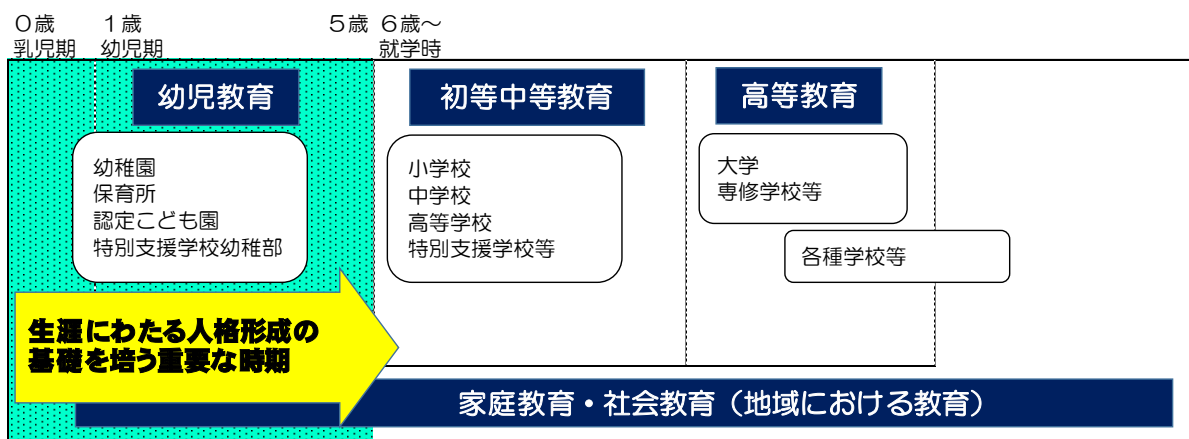 ０歳
乳児期
１歳
幼児期
５歳
６歳～
就学時
幼児教育
初等中等教育
高等教育
幼稚園
保育所
認定こども園
特別支援学校幼稚部
小学校
中学校
高等学校
特別支援学校等
大学
専修学校等
各種学校等
生涯にわたる人格形成の
基礎を培う重要な時期
家庭教育・社会教育（地域における教育）